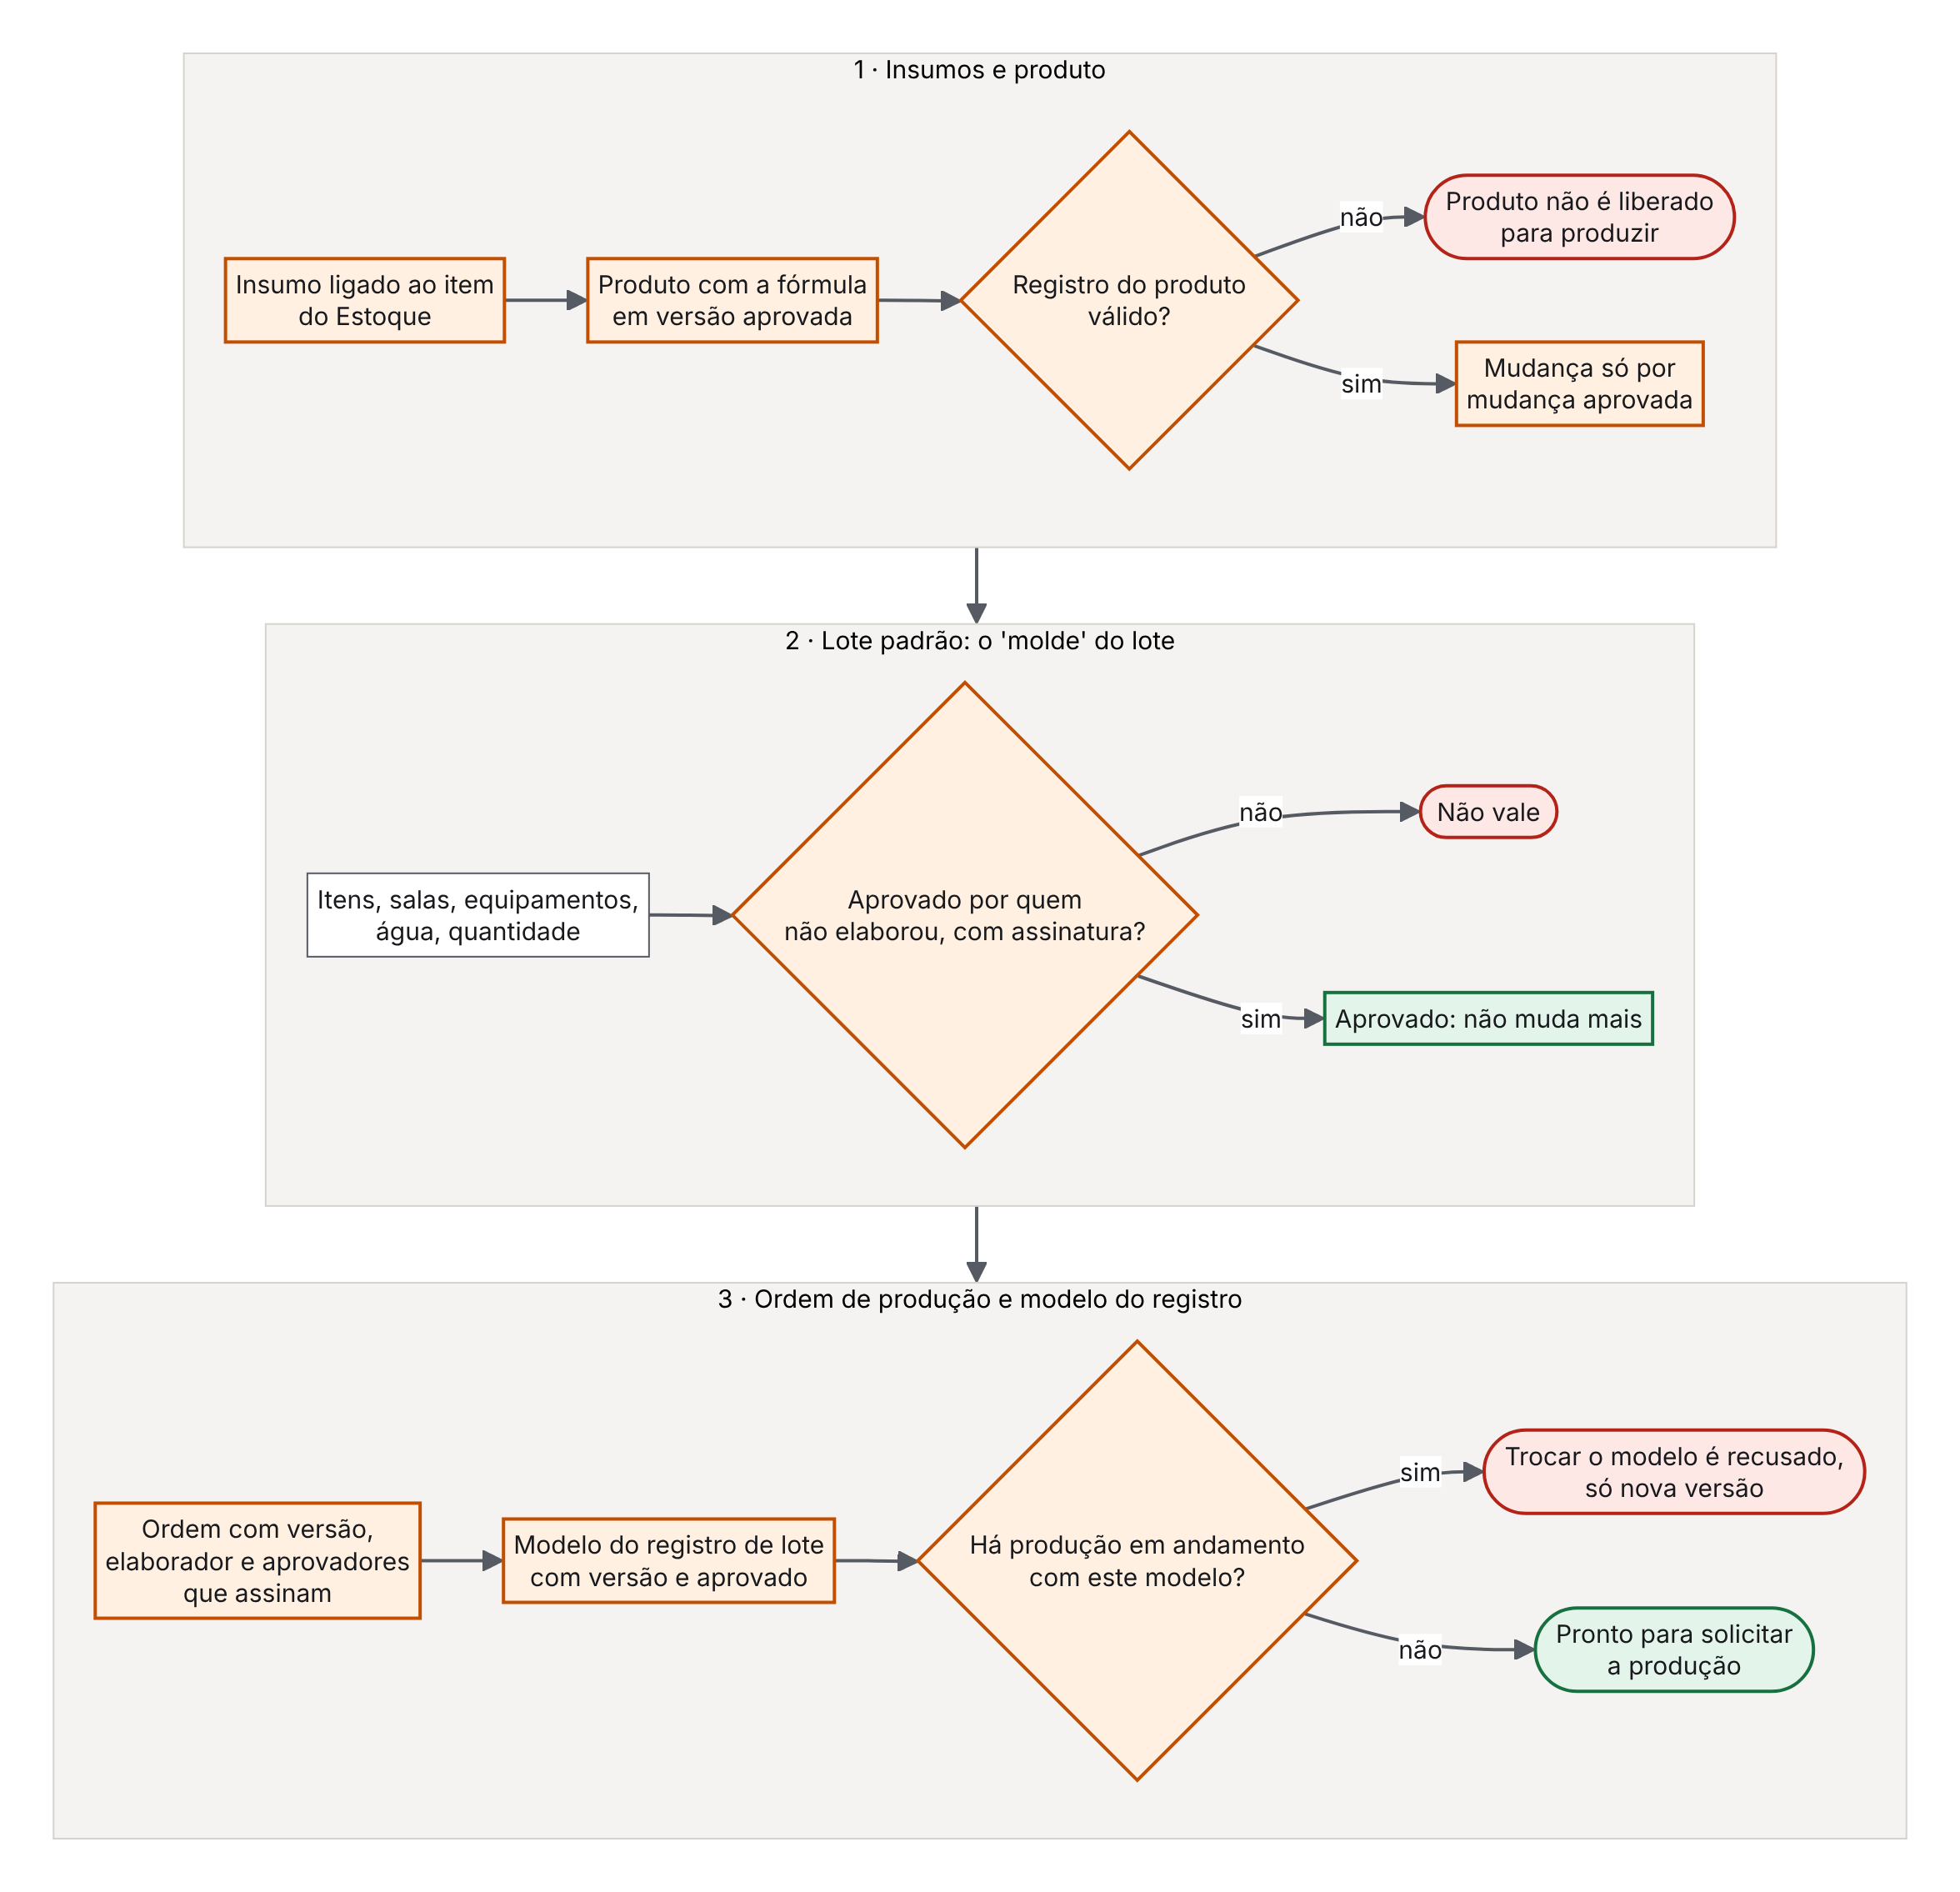 1 · Insumos e produto
Insumo ligado ao item
do Estoque
Produto com a fórmula
em versão aprovada
Registro do produto
válido?
não
Produto não é liberado
para produzir
sim
Mudança só por
mudança aprovada
2 · Lote padrão: o 'molde' do lote
Itens, salas, equipamentos,
água, quantidade
Aprovado por quem
não elaborou, com assinatura?
não
Não vale
sim
Aprovado: não muda mais
3 · Ordem de produção e modelo do registro
Ordem com versão,
elaborador e aprovadores
que assinam
Modelo do registro de lote
com versão e aprovado
Há produção em andamento
com este modelo?
sim
Trocar o modelo é recusado,
só nova versão
não
Pronto para solicitar
a produção